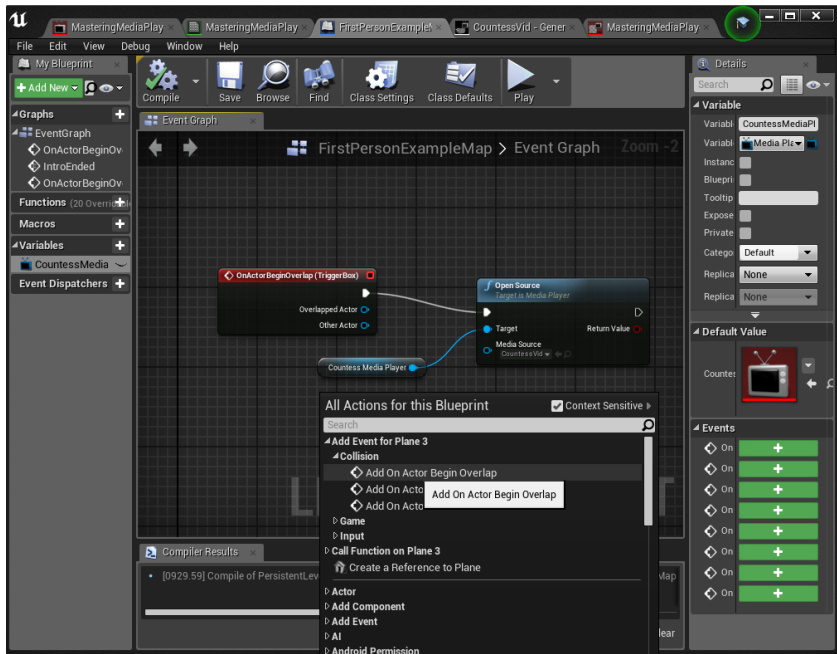 MasteringMediaPlay
MasteringMediaPlay
FirstPersonExampleM
CountessVid - Gener
MasteringMediaPlay
File Edit View Debug Window Help
My Blueprint
+ Add New
Graphs
EventGraph
OnActorBeginOv
IntroEnded
OnActorBeginOv
Functions (20 Overridable
Macros
Variables
CountessMedia
Event Dispatchers
Compile
Save
Browse
Find
Class Settings
Class Defaults
Play
Event Graph
FirstPersonExampleMap > Event Graph
Zoom -2
OnActorBeginOverlap (TriggerBox)
Overlapped Actor
Other Actor
Open Source
Target is Media Player
Target
Return Value
Media Source
CountessVid
Countess Media Player
All Actions for this Blueprint
Context Sensitive
Search
Add Event for Plane 3
Collision
Add On Actor Begin Overlap
Add On Acto
Add On Acto
Add On Actor Begin Overlap
Game
Input
Call Function on Plane 3
Create a Reference to Plane
Actor
Add Component
Add Event
AI
Android Permission
Compiler Results
[0929.59] Compile of PersistentLeve
Map
lear
Details
Search
Variable
Variabl CountessMediaPl
Variabl Media Pla
Instanc
Bluepri
Tooltip
Expose
Private
Catego Default
Replica None
Replica None
Default Value
Countes
Events
On +
On +
On +
On +
On +
On +
On +
On +